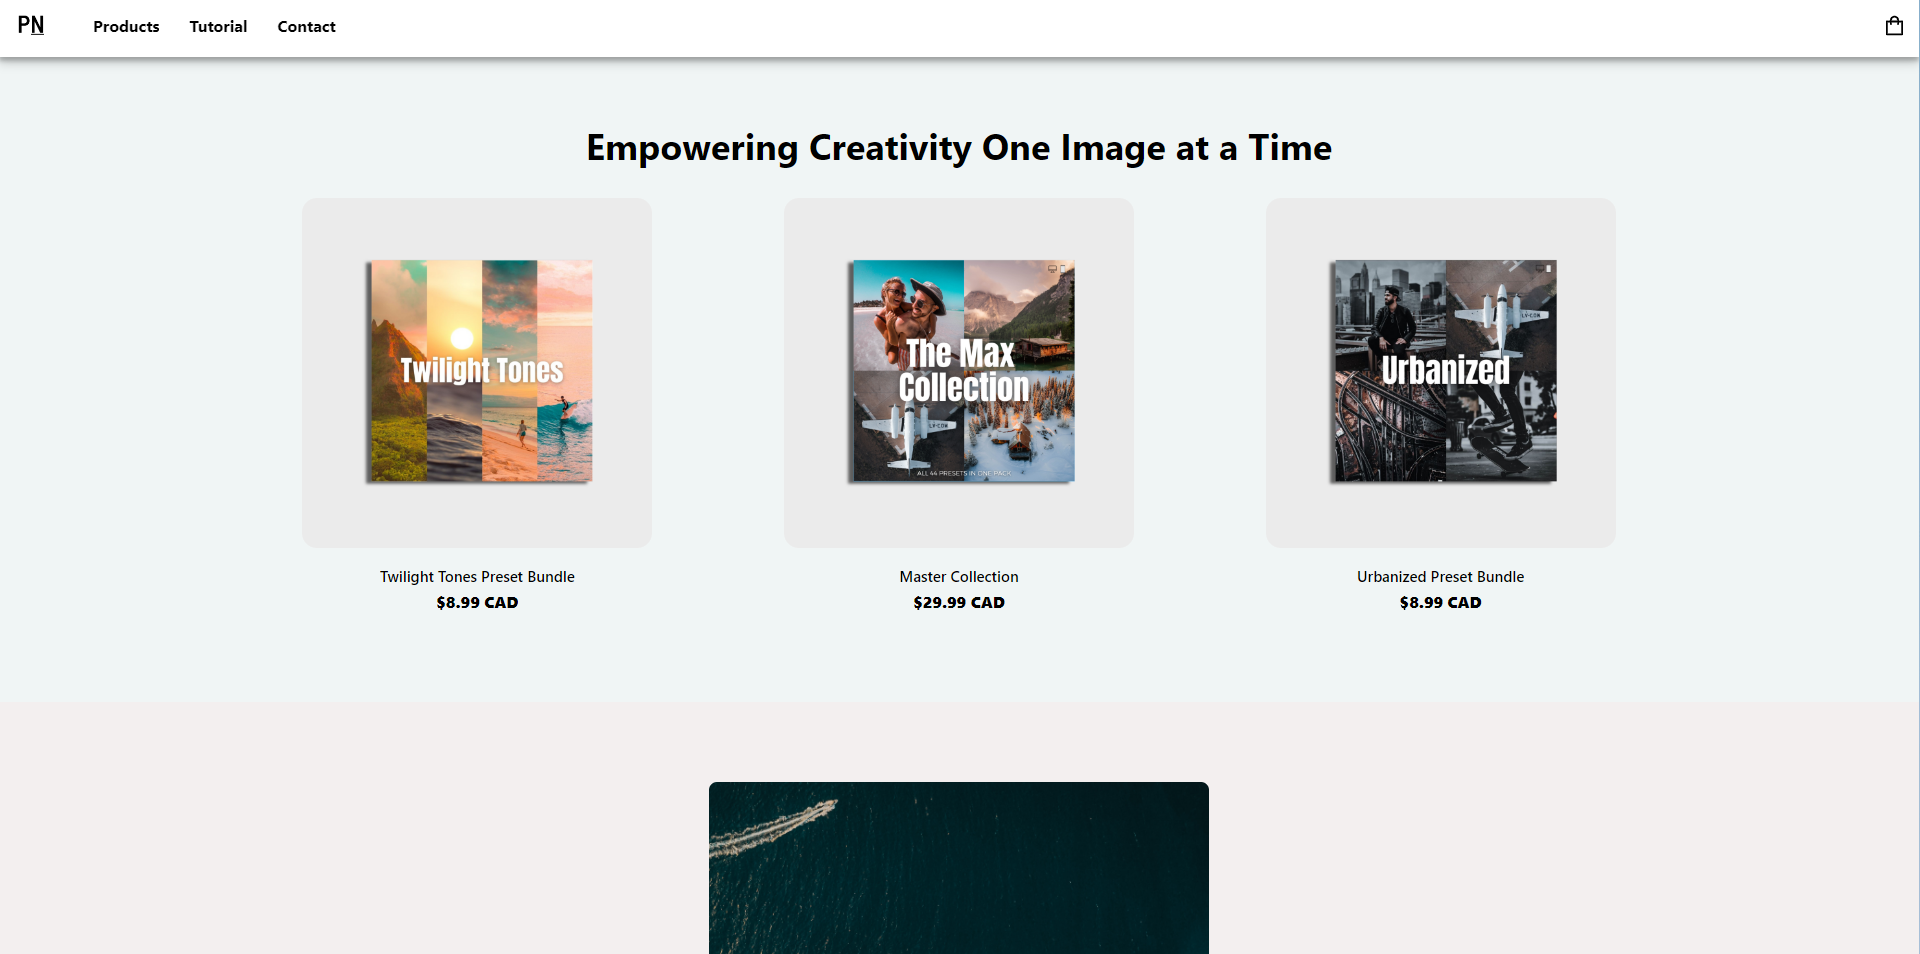 PN
Products
Tutorial
Contact
Empowering Creativity One Image at a Time
Twilight Tones
The Max
Collection
LY-COW
ALL 44 PRESETS IN ONE PACK
Urbanized
Twilight Tones Preset Bundle
$8.99 CAD
Master Collection
$29.99 CAD
Urbanized Preset Bundle
$8.99 CAD